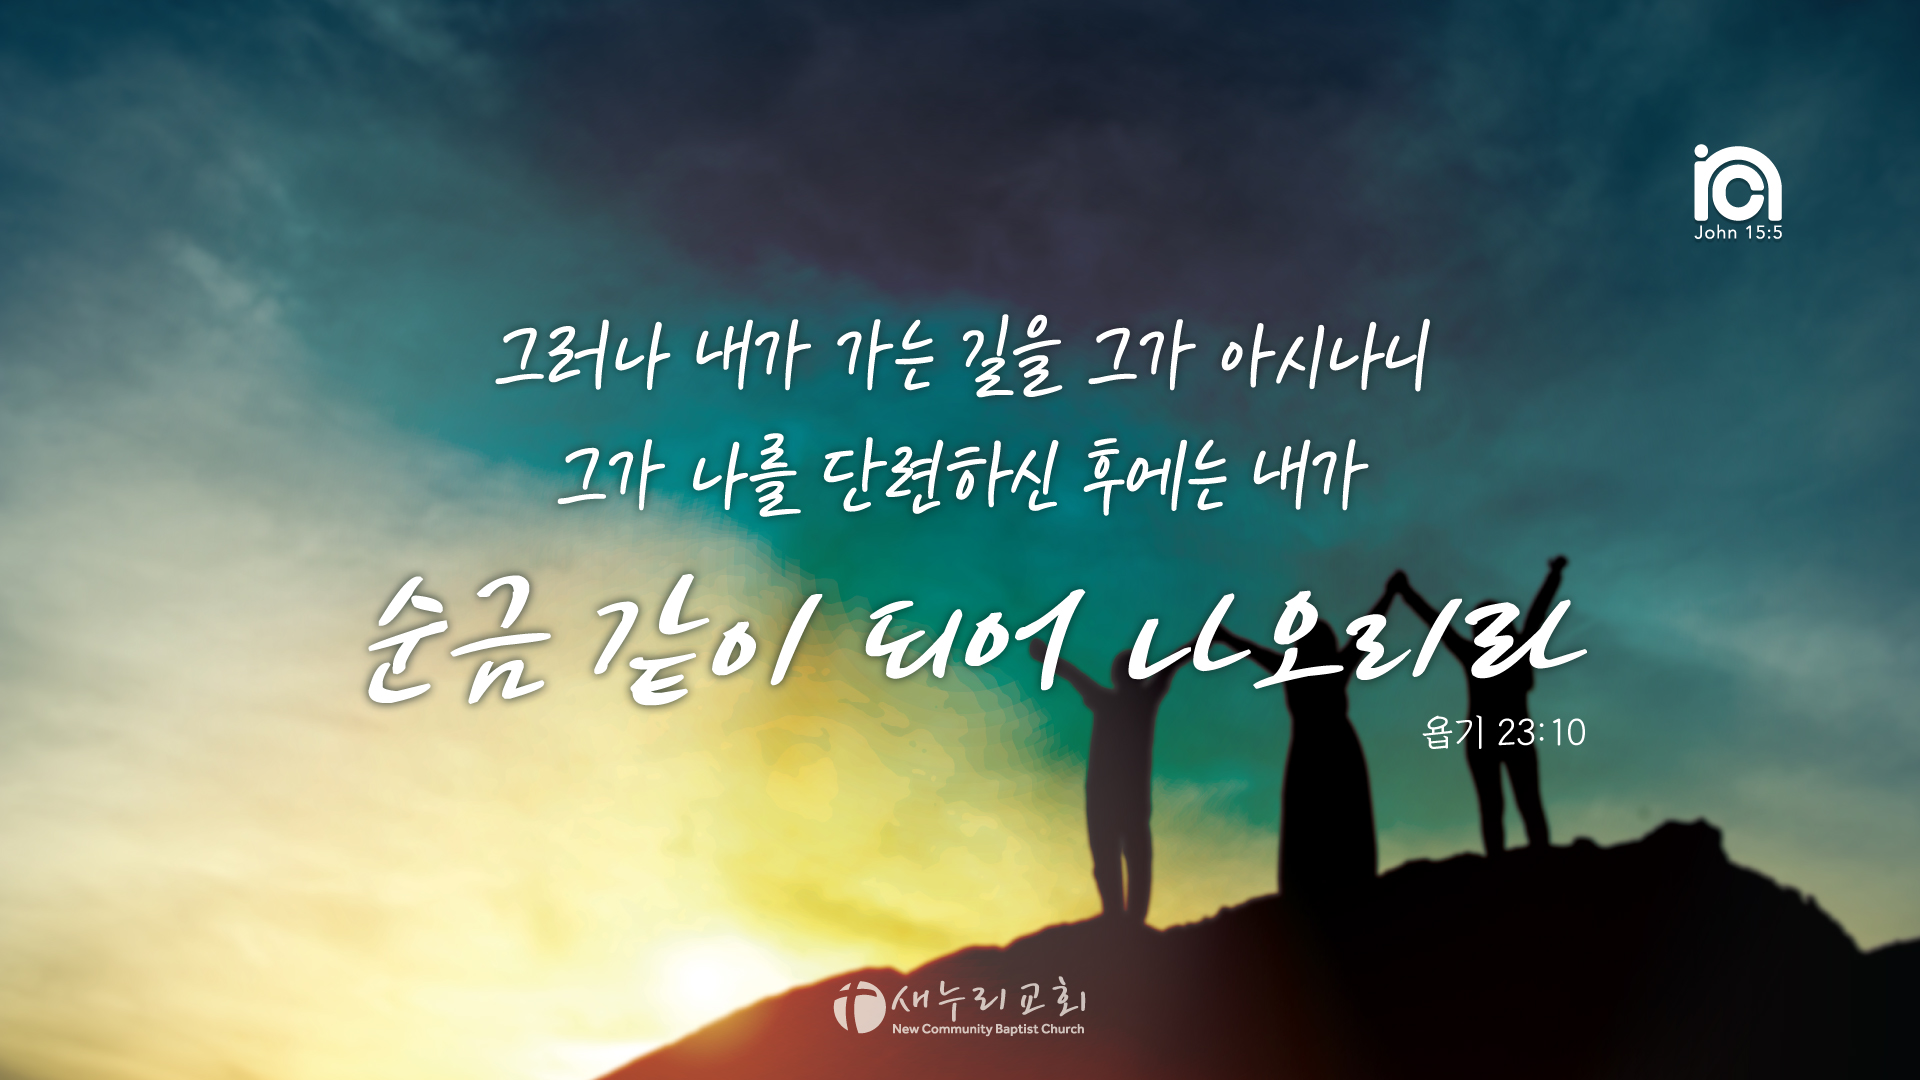 John 15:5
그러나 내가 가는 길을 그가 아시나니
그가 나를 단련하신 후에는 내가
순금 같이 되어 나오리라
욥기 23:10
새누리교회
New Community Baptist Church